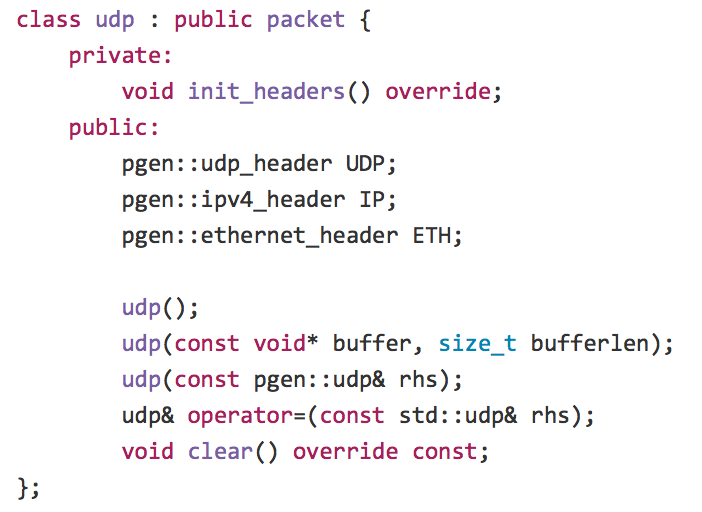 class udp : public packet {
    private:
        void init_headers() override;
    public:
        pgen::udp_header UDP;
        pgen::ipv4_header IP;
        pgen::ethernet_header ETH;

        udp();
        udp(const void* buffer, size_t bufferlen);
        udp(const pgen::udp& rhs);
        udp& operator=(const std::udp& rhs);
        void clear() override const;
};